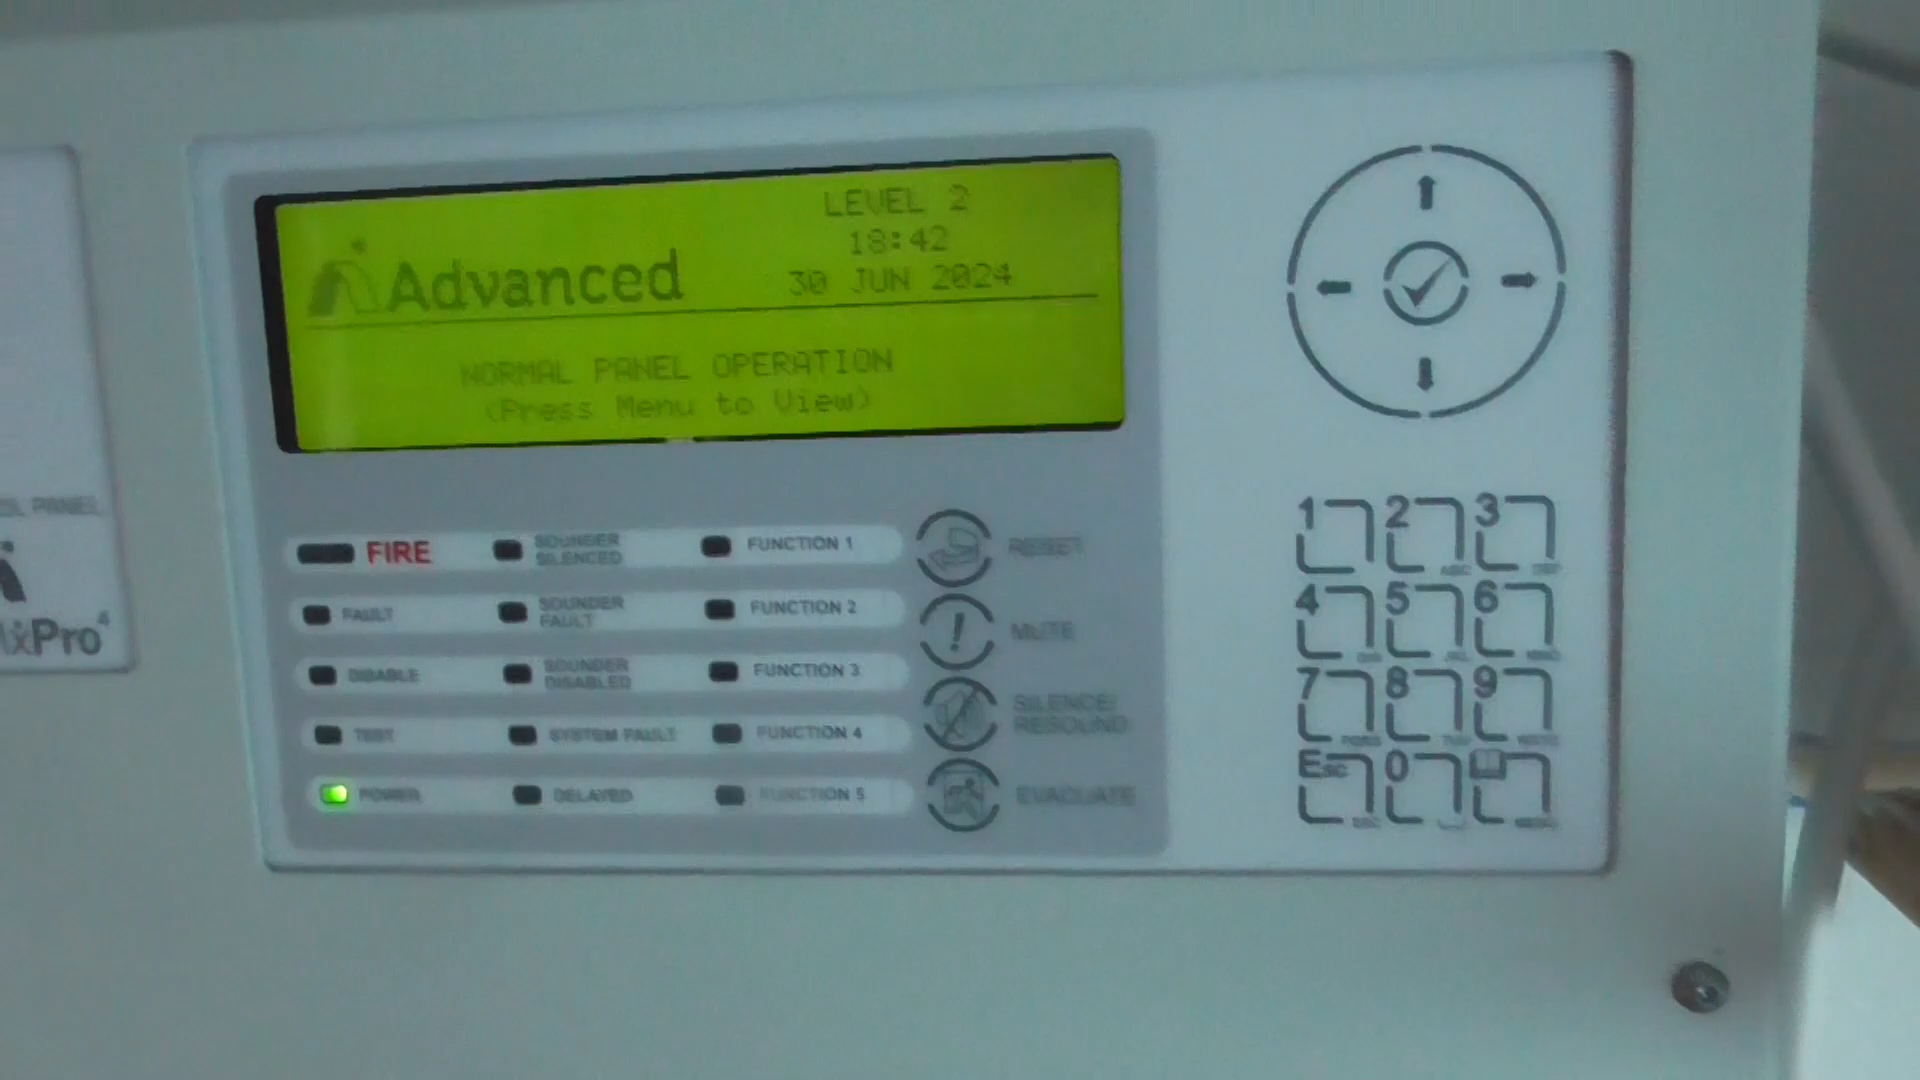 LEVEL 2
18:42
30 JUN 2024
Advanced
NORMAL PANEL OPERATION
(Press Menu to View)
PANEL
xPro4
FIRE
SOUNDER SILENCED
FUNCTION 1
RESET
FAULT
SOUNDER FAULT
FUNCTION 2
MUTE
DISABLE
SOUNDER DISABLED
FUNCTION 3
SILENCE/
RESOUND
TEST
SYSTEM FAULT
FUNCTION 4
POWER
DELAYED
FUNCTION 5
EVACUATE
1 2 3
4 5 6
7 8 9
Esc 0